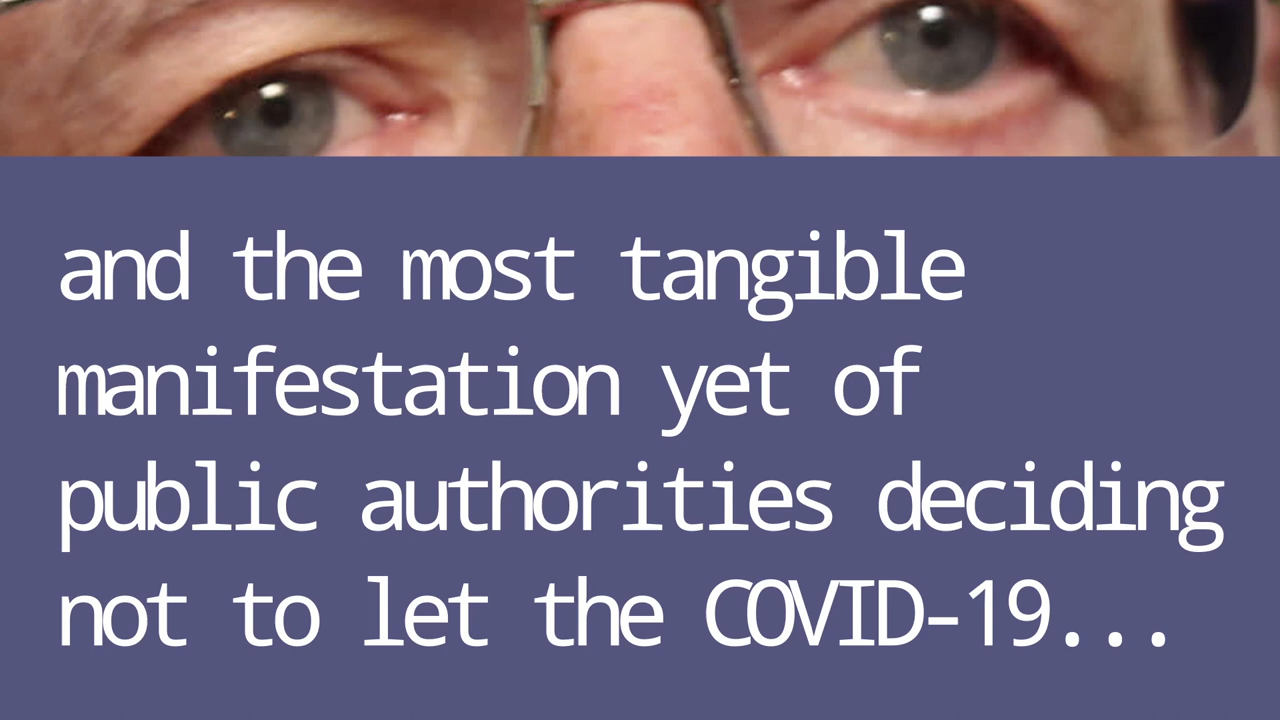 and the most tangible
manifestation yet of
public authorities deciding
not to let the COVID-19...